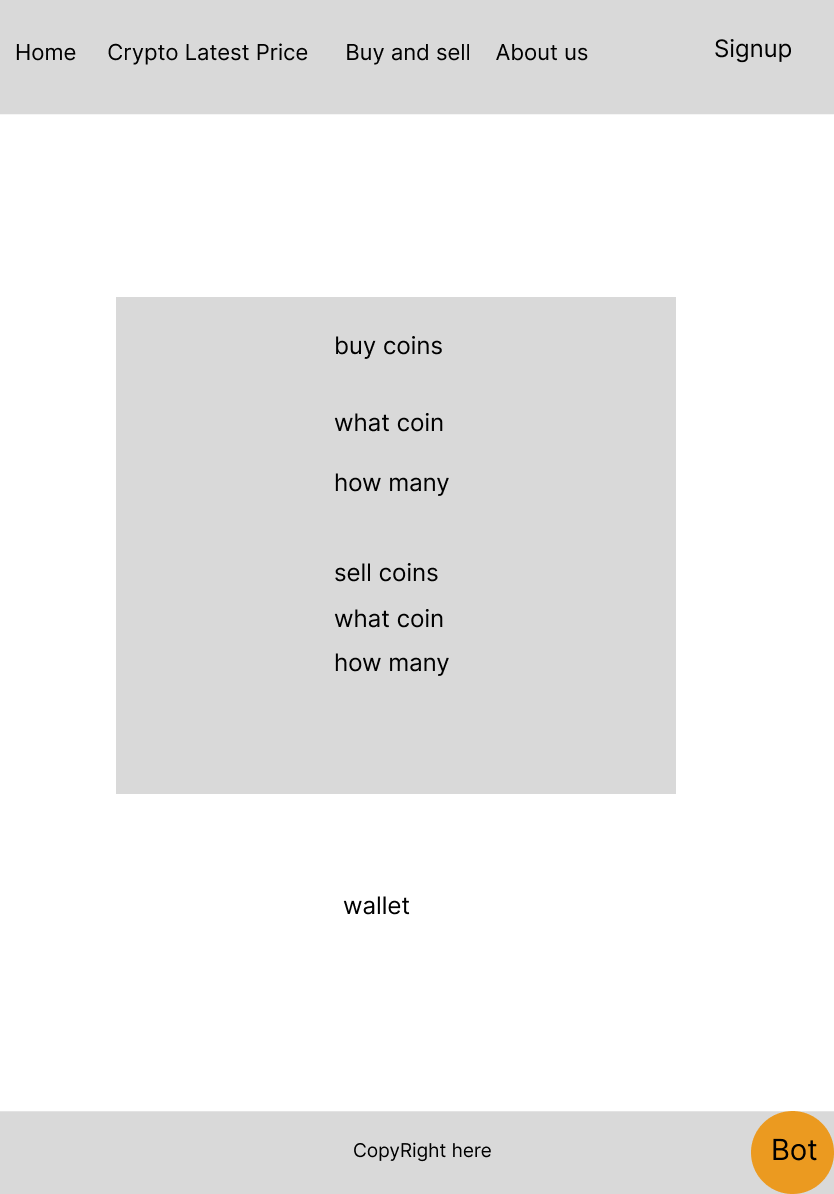 Home Crypto Latest Price Buy and sell About us Signup
buy coins
what coin
how many
sell coins
what coin
how many
wallet
CopyRight here
Bot